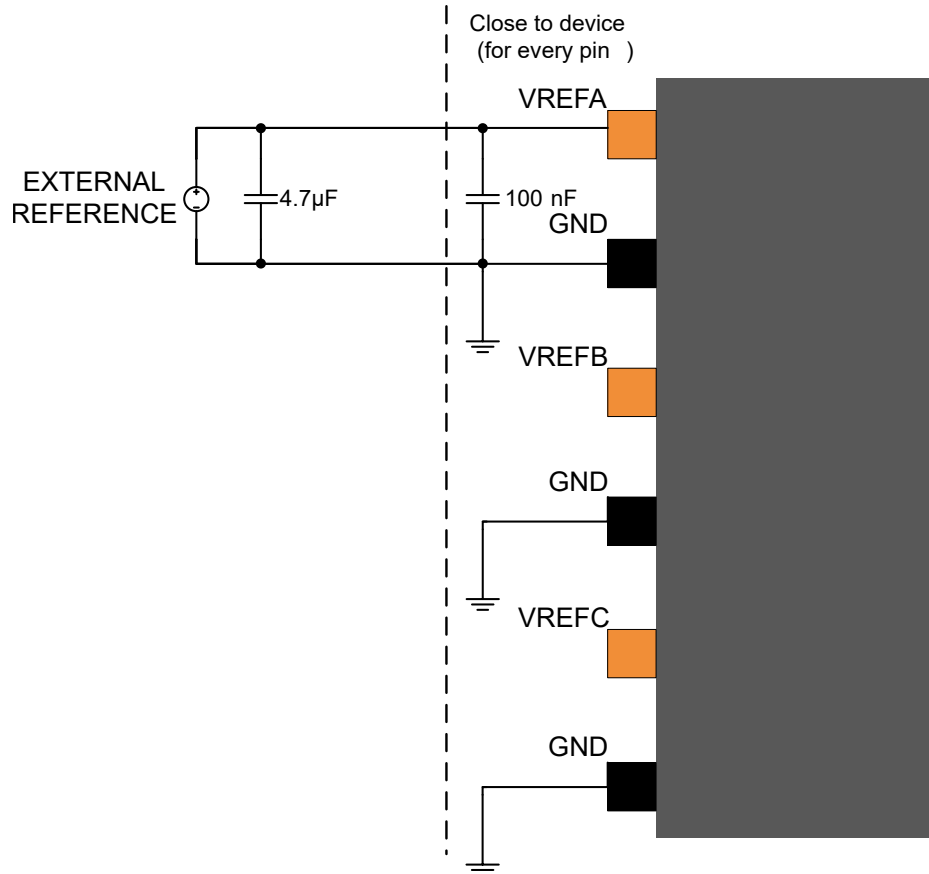 Close to device
(for every pin )
VREFA
EXTERNAL
REFERENCE
+
-
4.7µF
100 nF
GND
VREFB
GND
VREFC
GND